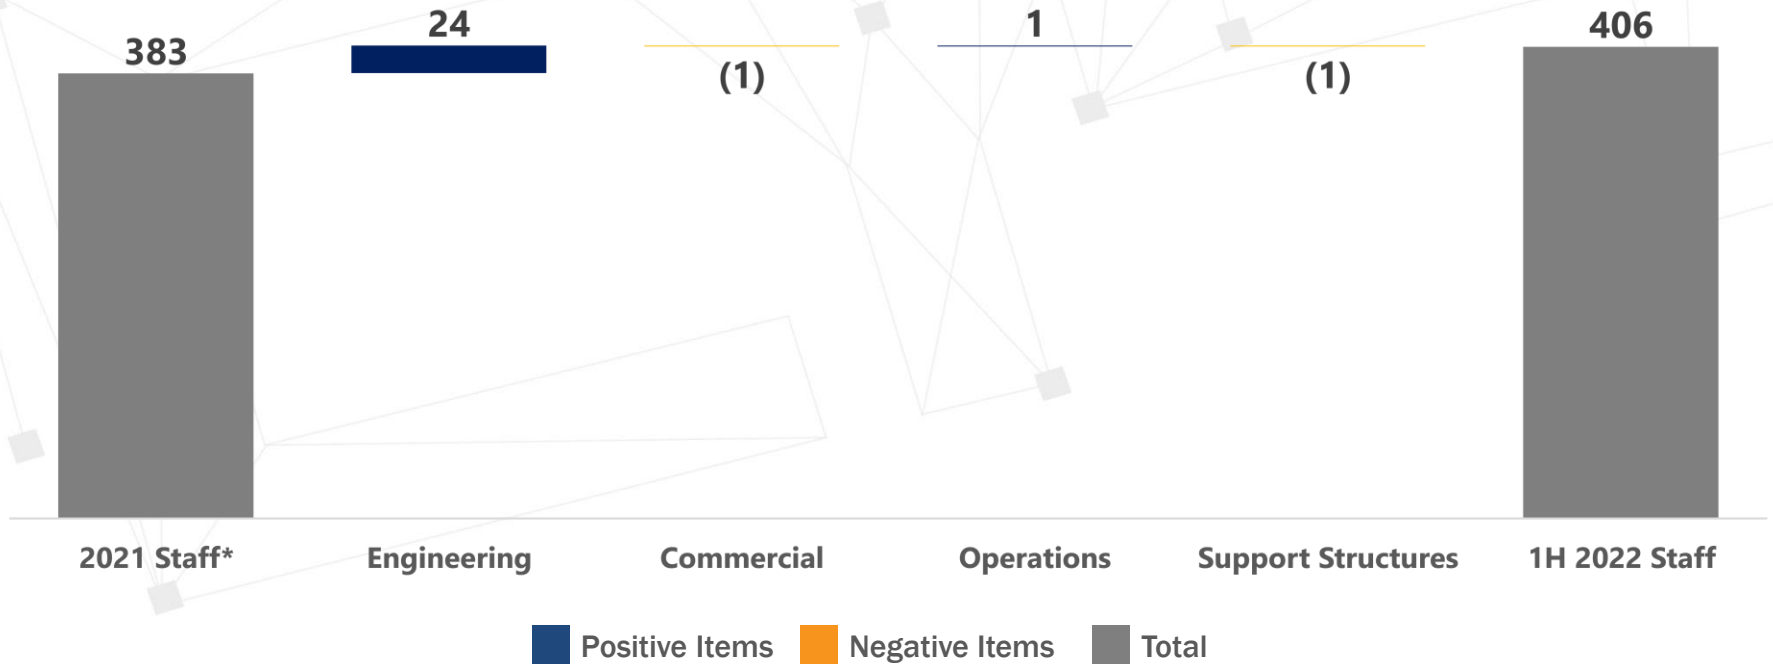 383
24
(1)
1
(1)
406
2021 Staff*
Engineering
Commercial
Operations
Support Structures
1H 2022 Staff
Positive Items
Negative Items
Total